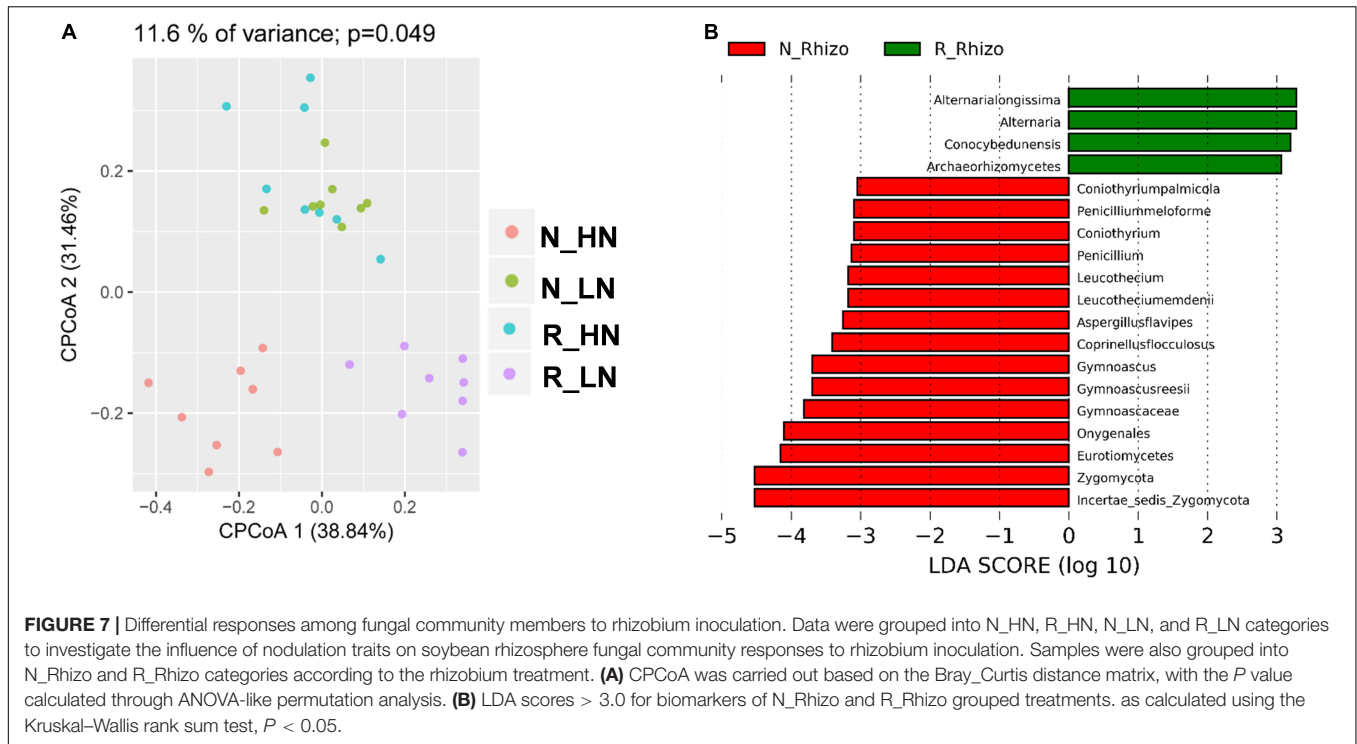 A
11.6 % of variance; p=0.049
CPCoA 2 (31.46%)
0.2
0.0
−0.2
−0.4
−0.2
0.0
0.2
CPCoA 1 (38.84%)
N_HN
N_LN
R_HN
R_LN
B
N_Rhizo
R_Rhizo
Alternarialongissima
Alternaria
Conocybedunensis
Archaeorhizomycetes
Coniothyriumpalmicola
Penicilliummeloforme
Coniothyrium
Penicillium
Leucothecium
Leucotheciumemdenii
Aspergillusflavipes
Coprinellusflocculosus
Gymnoascus
Gymnoascusreesii
Gymnoascaceae
Onygenales
Eurotiomycetes
Zygomycota
Incertae_sedis_Zygomycota
−5
−4
−3
−2
−1
0
1
2
3
LDA SCORE (log 10)
FIGURE 7 | Differential responses among fungal community members to rhizobium inoculation. Data were grouped into N_HN, R_HN, N_LN, and R_LN categories
to investigate the influence of nodulation traits on soybean rhizosphere fungal community responses to rhizobium inoculation. Samples were also grouped into
N_Rhizo and R_Rhizo categories according to the rhizobium treatment. (A) CPCoA was carried out based on the Bray_Curtis distance matrix, with the P value
calculated through ANOVA-like permutation analysis. (B) LDA scores > 3.0 for biomarkers of N_Rhizo and R_Rhizo grouped treatments. as calculated using the
Kruskal–Wallis rank sum test, P < 0.05.